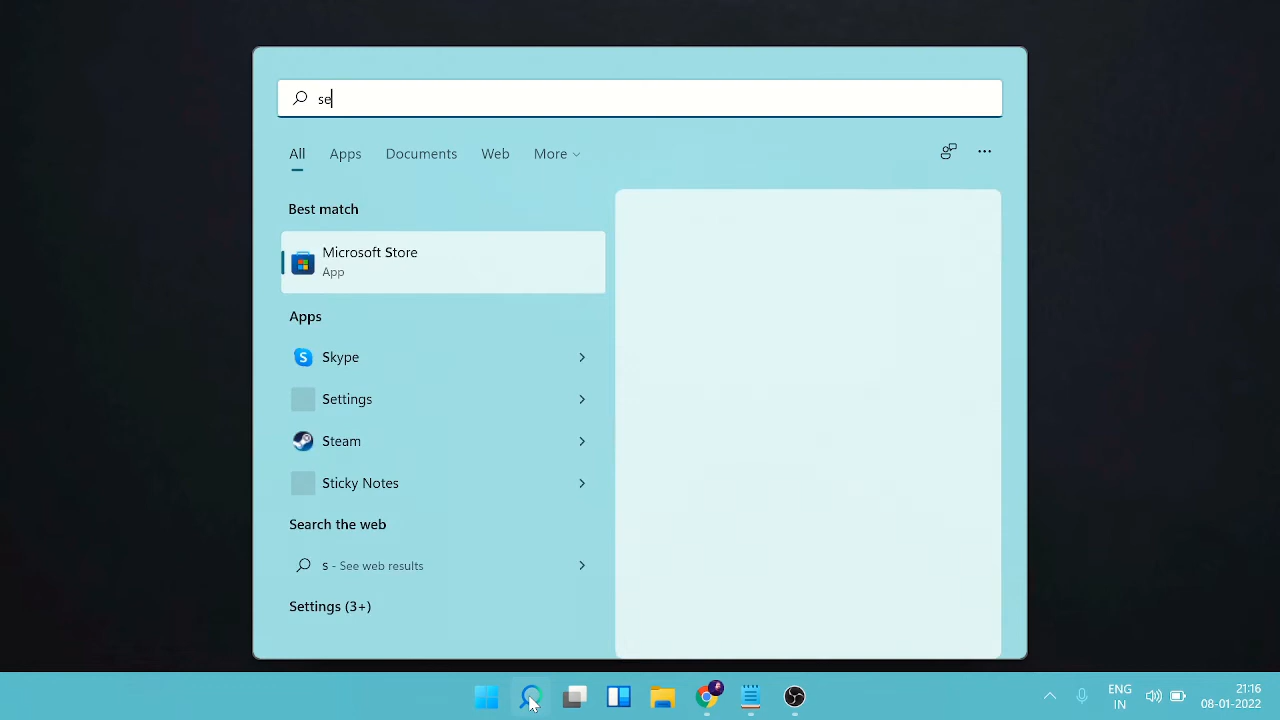 se
All Apps Documents Web More
Best match
Microsoft Store
App
Apps
Skype
Settings
Steam
Sticky Notes
Search the web
s - See web results
Settings (3+)
ENG
IN
21:16
08-01-2022